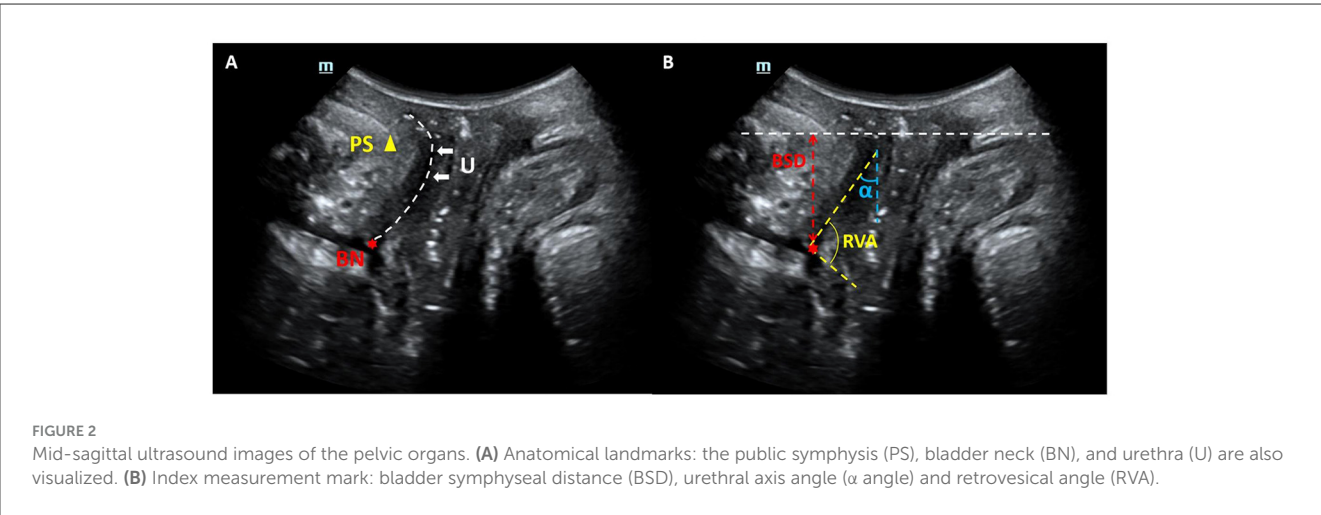 A
m
PS
U
BN
B
m
BSD
α
RVA
FIGURE 2
Mid-sagittal ultrasound images of the pelvic organs. (A) Anatomical landmarks: the public symphysis (PS), bladder neck (BN), and urethra (U) are also
visualized. (B) Index measurement mark: bladder symphyseal distance (BSD), urethral axis angle (α angle) and retrovesical angle (RVA).